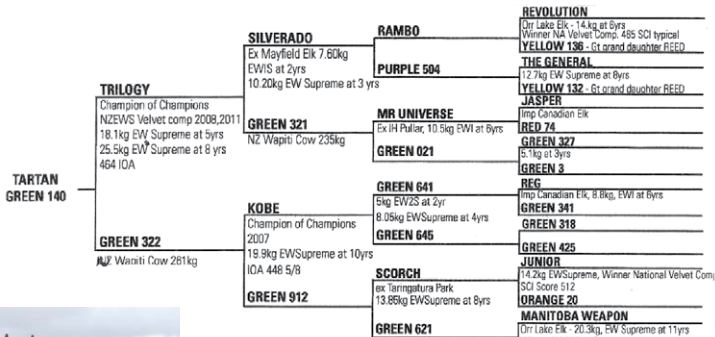 REVOLUTION
Orr Lake Elk - 14.kg at 6yrs
Winner NA Velvet Comp. 465 SCI typical
YELLOW 136 - Gt grand daughter REED
RAMBO
SILVERADO
Ex Mayfield Elk 7.60kg
EWIS at 2yrs
10.20kg EW Supreme at 3 yrs
PURPLE 504
THE GENERAL
12.7kg EW Supreme at 8yrs
YELLOW 132 - Gt grand daughter REED
TRILOGY
Champion of Champions
NZEWS Velvet comp 2008,2011
18.1kg EW Supreme at 5yrs
25.5kg EW Supreme at 8 yrs
464 IOA
JASPER
Imp Canadian Elk
RED 74
MR UNIVERSE
Ex IH Pullar, 10.5kg EWI at 6yrs
GREEN 321
NZ Wapiti Cow 235kg
GREEN 021
GREEN 327
5.1kg at 3yrs
GREEN 3
TARTAN
GREEN 140
REG
Imp Canadian Elk, 8.8kg, EWI at 6yrs
GREEN 341
GREEN 641
5kg EW2S at 2yr
8.05kg EWSupreme at 4yrs
KOBE
Champion of Champions
2007
19.9kg EWSupreme at 10yrs
IOA 448 5/8
GREEN 645
GREEN 318
GREEN 425
GREEN 322
NZ Wapiti Cow 261kg
JUNIOR
14.2kg EWSupreme, Winner National Velvet Com
SCI Score 512
ORANGE 20
SCORCH
ex Taringatura Park
13.85kg EWSupreme at 8yrs
GREEN 912
GREEN 621
MANITOBA WEAPON
Orr Lake Elk - 20.3kg, EW Supreme at 11yrs